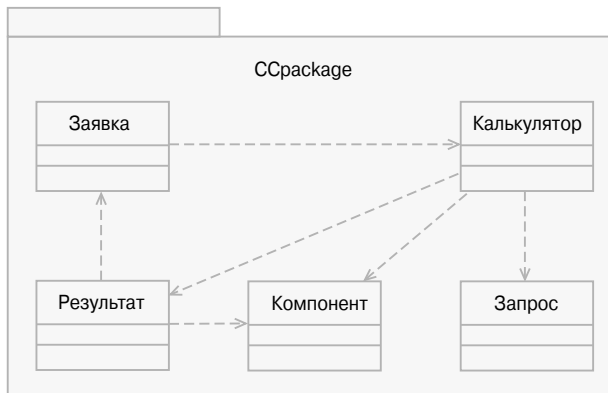 CCpackage
Заявка
Калькулятор
Результат
Компонент
Запрос